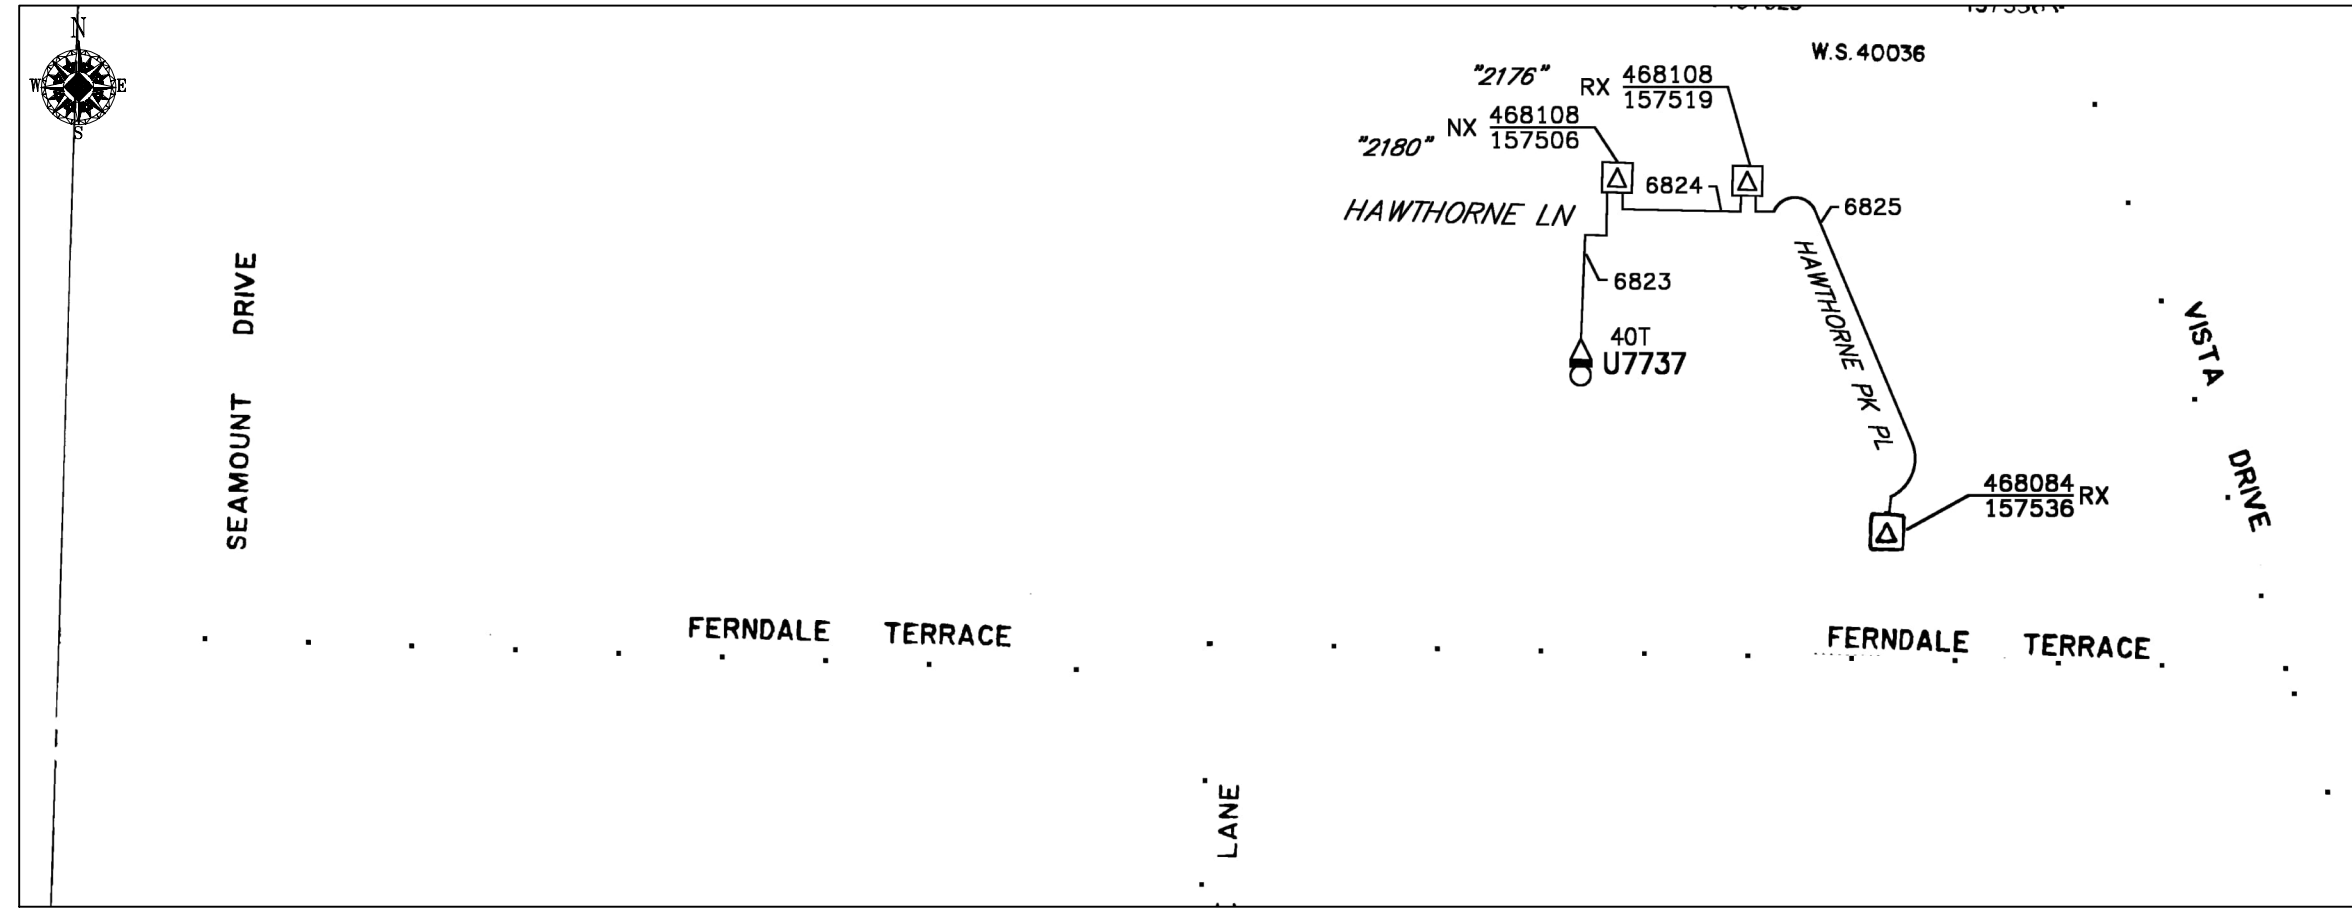 N
W E
S
W.S. 40036
"2176" RX 468108
157519
"2180" NX 468108
157506
6824
HAWTHORNE LN
6825
6823
HAWTHORNE PK PL
40T
U7737
SEAMOUNT DRIVE
VISTA DRIVE
468084 RX
157536
FERNDALE TERRACE
FERNDALE TERRACE
LANE